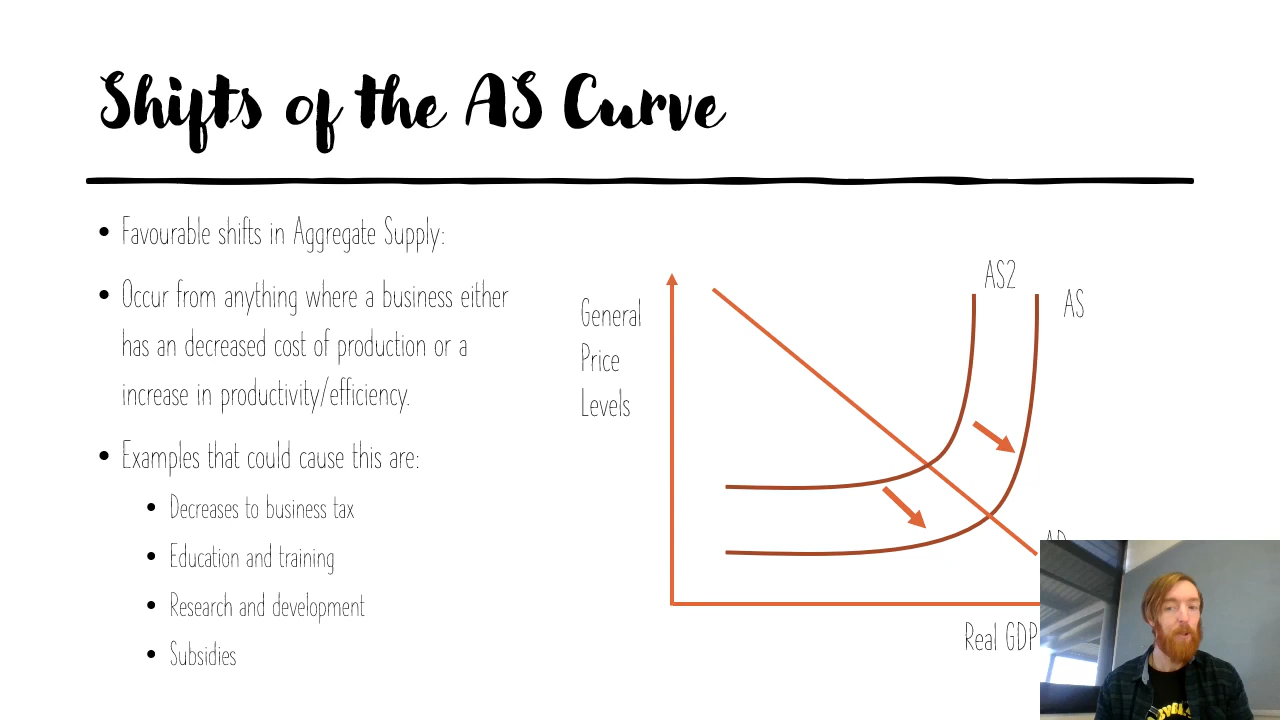 Shifts of the AS Curve
• Favourable shifts in Aggregate Supply:
• Occur from anything where a business either
has an decreased cost of production or a
increase in productivity/efficiency.
• Examples that could cause this are:
• Decreases to business tax
• Education and training
• Research and development
• Subsidies
General
Price
Levels
AS2
AS
Real GDP